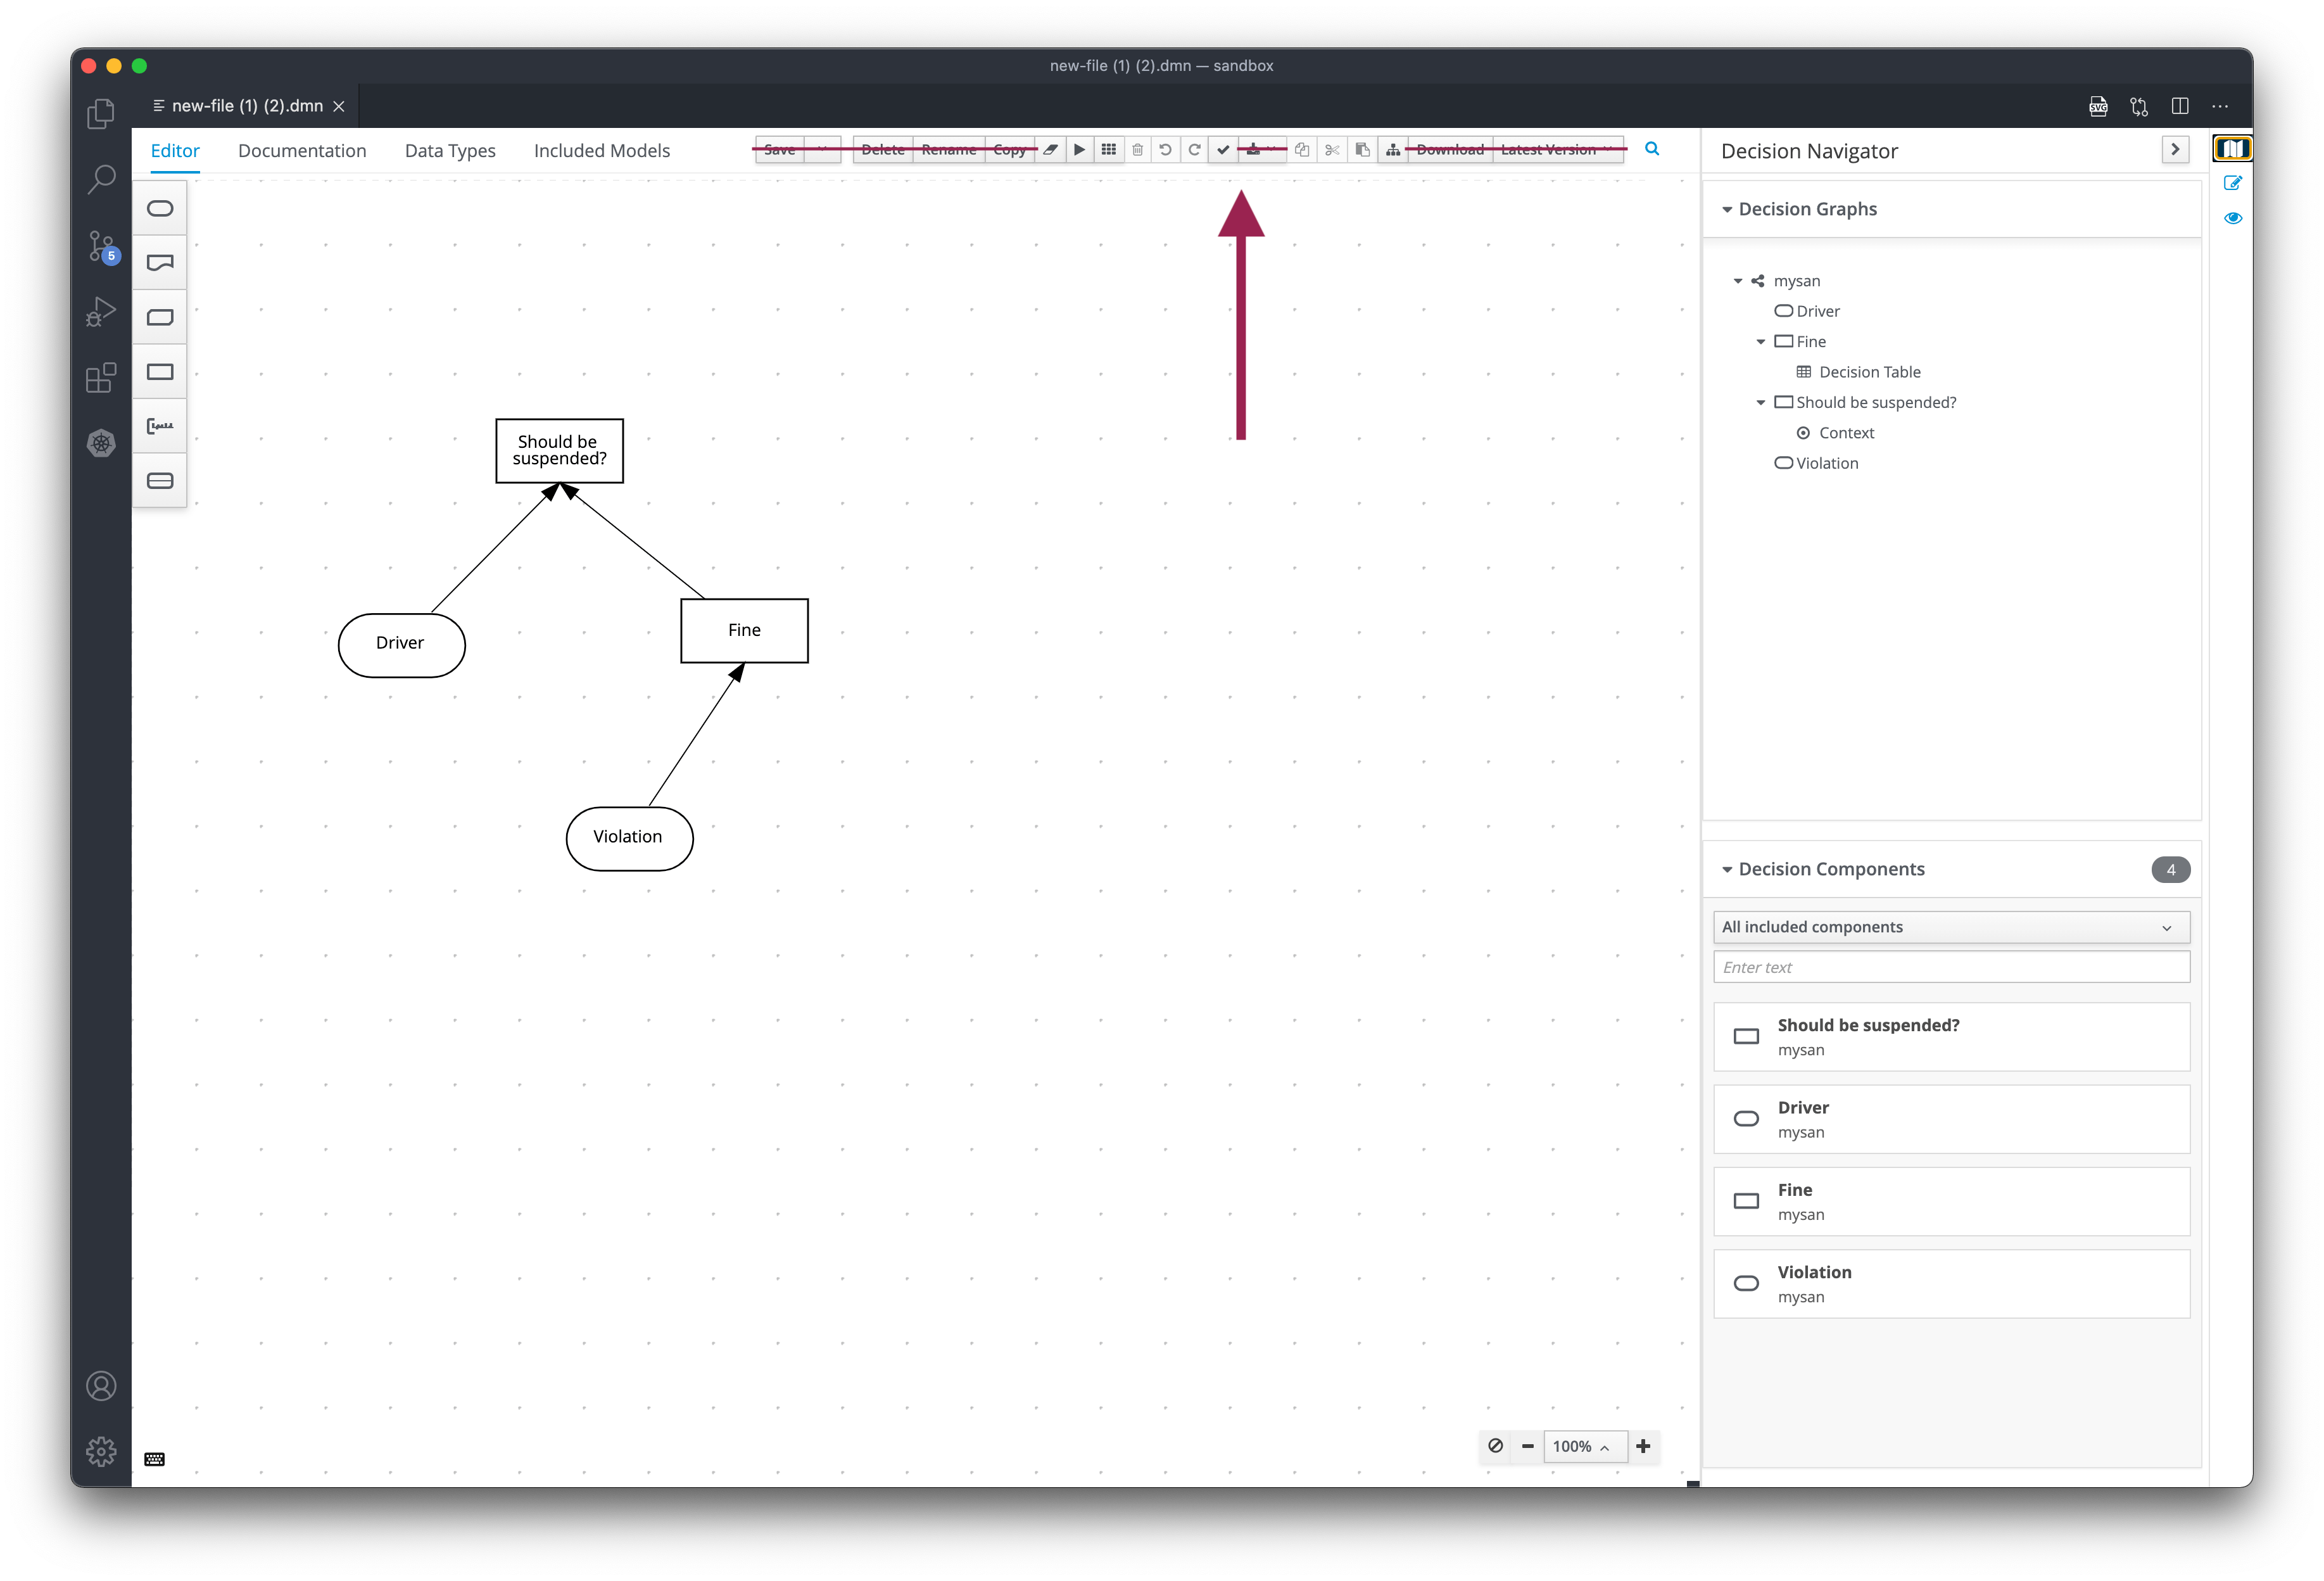 new-file (1) (2).dmn — sandbox
new-file (1) (2).dmn
SVG
5
Editor Documentation Data Types Included Models
Save Delete Rename Copy Download Latest Version
Decision Navigator
Decision Graphs
mysan
Driver
Fine
Decision Table
Should be suspended?
Context
Violation
Should be
suspended?
Driver
Fine
Violation
Decision Components 4
All included components
Enter text
Should be suspended?
mysan
Driver
mysan
Fine
mysan
Violation
mysan
100%